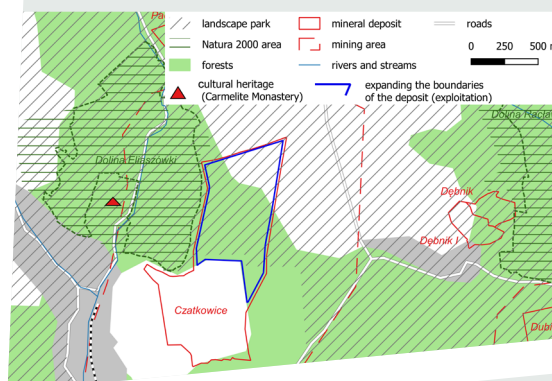 landscape park
mineral deposit
roads
Natura 2000 area
mining area
0 250 500 m
forests
rivers and streams
cultural heritage
(Carmelite Monastery)
expanding the boundaries
of the deposit (exploitation)
Dolina Racła
Dolina Eliaszówki
Dębnik
Dębnik I
Czatkowice
Dubi